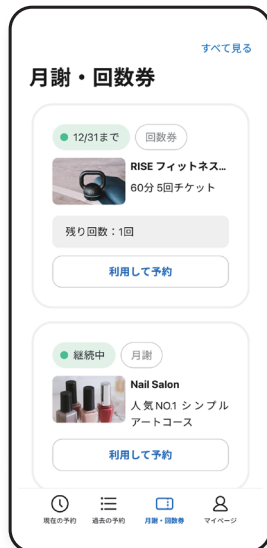 すべて見る
月謝・回数券
12/31まで 回数券
RISE フィットネス...
60分 5回チケット
残り回数：1回
利用して予約
継続中 月謝
Nail Salon
人気NO.1 シンプル
アートコース
利用して予約
現在の予約 過去の予約 月謝・回数券 マイページ